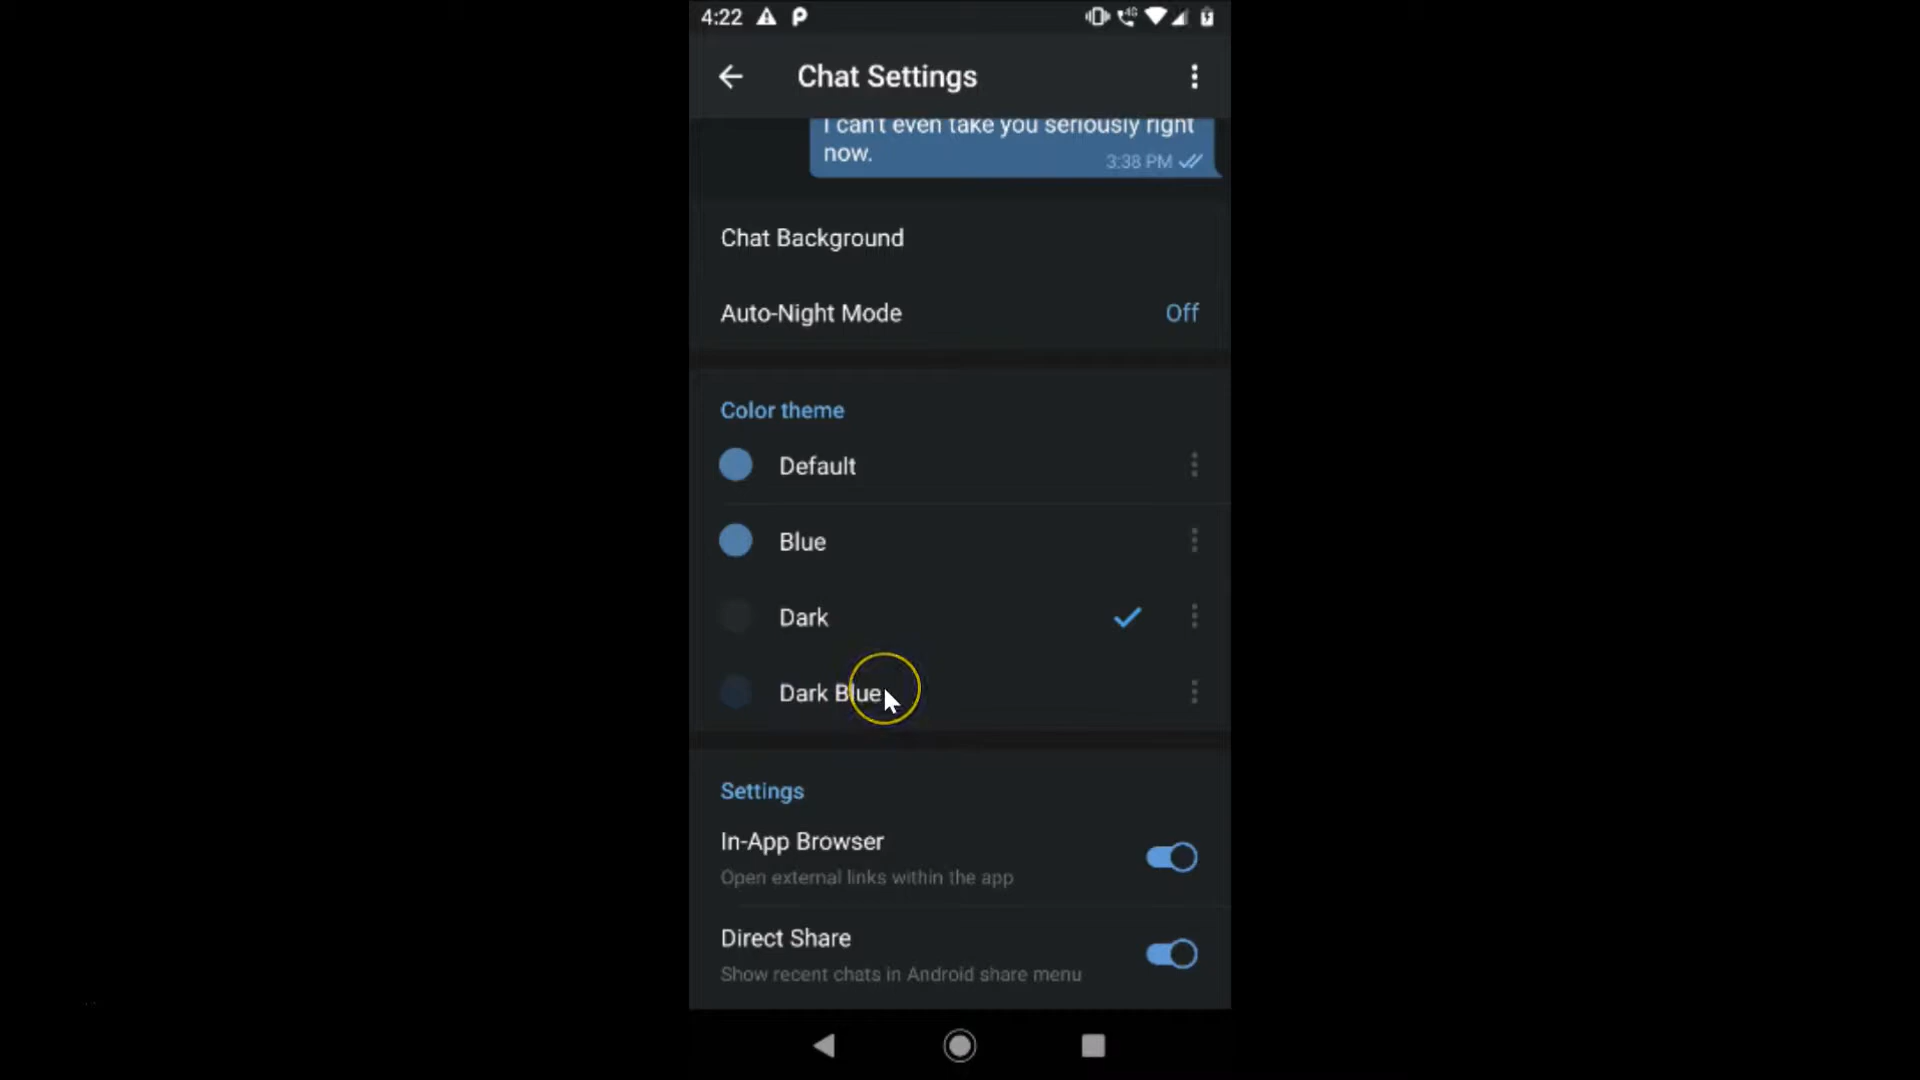 4:22
Chat Settings
I can't even take you seriously right
now.
3:38 PM
Chat Background
Auto-Night Mode
Off
Color theme
Default
Blue
Dark
Dark Blue
Settings
In-App Browser
Open external links within the app
Direct Share
Show recent chats in Android share menu